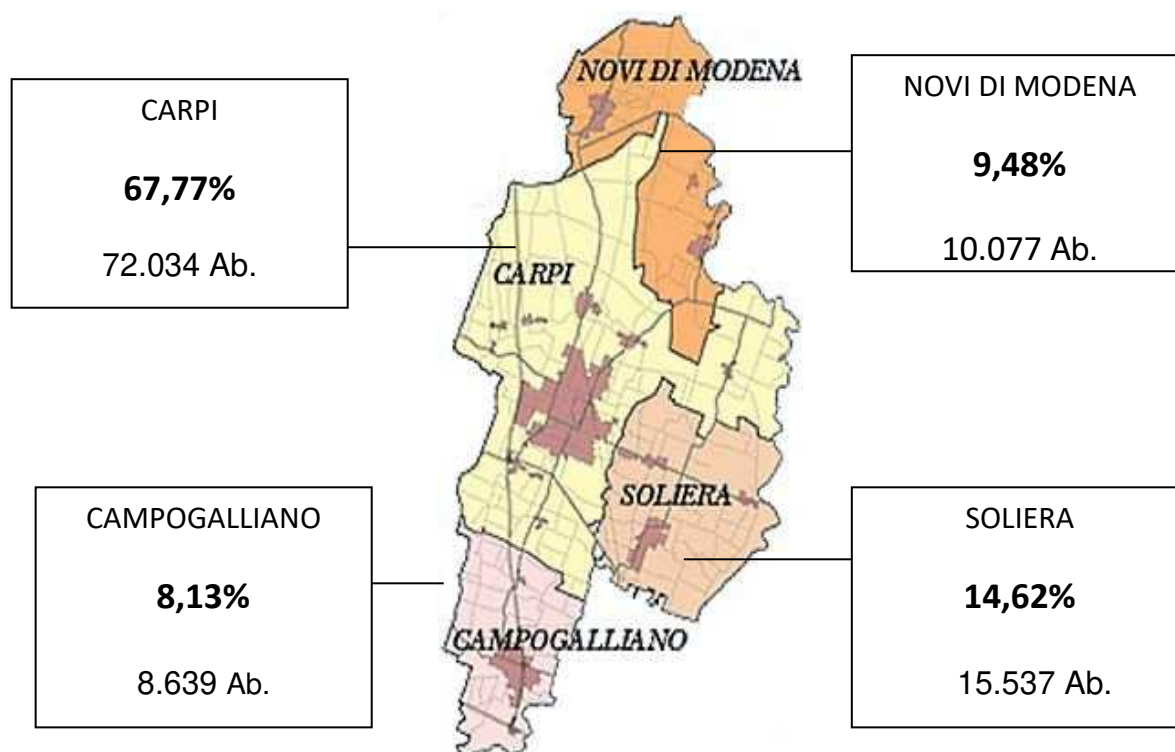 CARPI
67,77%
72.034 Ab.
NOVI DI MODENA
9,48%
10.077 Ab.
NOVI DI MODENA
CARPI
SOLIERA
CAMPOGALLIANO
CAMPOGALLIANO
8,13%
8.639 Ab.
SOLIERA
14,62%
15.537 Ab.